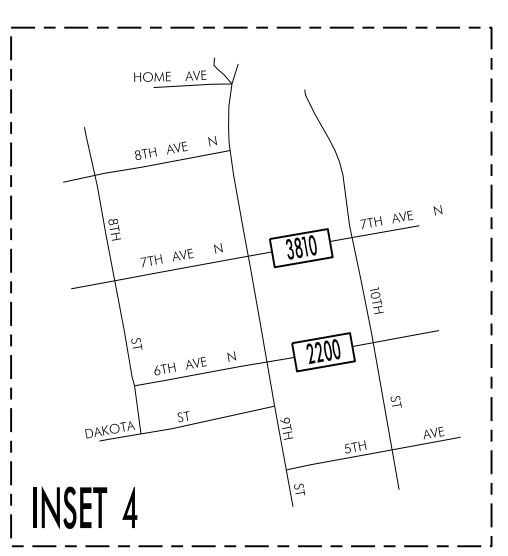 HOME AVE
8TH AVE N
7TH AVE N
8TH ST
7TH AVE N
3810
10TH ST
6TH AVE N
2200
DAKOTA ST
9TH ST
5TH AVE
INSET 4